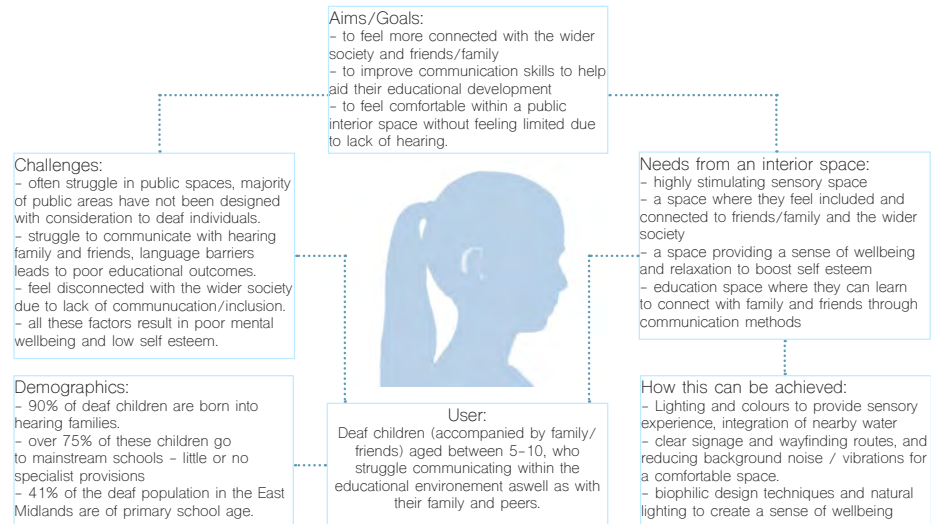 Aims/Goals:
- to feel more connected with the wider
society and friends/family
- to improve communication skills to help
aid their educational development
- to feel comfortable within a public
interior space without feeling limited due
to lack of hearing.
Challenges:
- often struggle in public spaces, majority
of public areas have not been designed
with consideration to deaf individuals.
- struggle to communicate with hearing
family and friends, language barriers
leads to poor educational outcomes.
- feel disconnected with the wider society
due to lack of communucation/inclusion.
- all these factors result in poor mental
wellbeing and low self esteem.
Needs from an interior space:
- highly stimulating sensory space
- a space where they feel included and
connected to friends/family and the wider
society
- a space providing a sense of wellbeing
and relaxation to boost self esteem
- education space where they can learn
to connect with family and friends through
communication methods
Demographics:
- 90% of deaf children are born into
hearing families.
- over 75% of these children go
to mainstream schools - little or no
specialist provisions
- 41% of the deaf population in the East
Midlands are of primary school age.
User:
Deaf children (accompanied by family/
friends) aged between 5-10, who
struggle communicating within the
educational environement aswell as with
their family and peers.
How this can be achieved:
- Lighting and colours to provide sensory
experience, integration of nearby water
- clear signage and wayfinding routes, and
reducing background noise / vibrations for
a comfortable space.
- biophilic design techniques and natural
lighting to create a sense of wellbeing